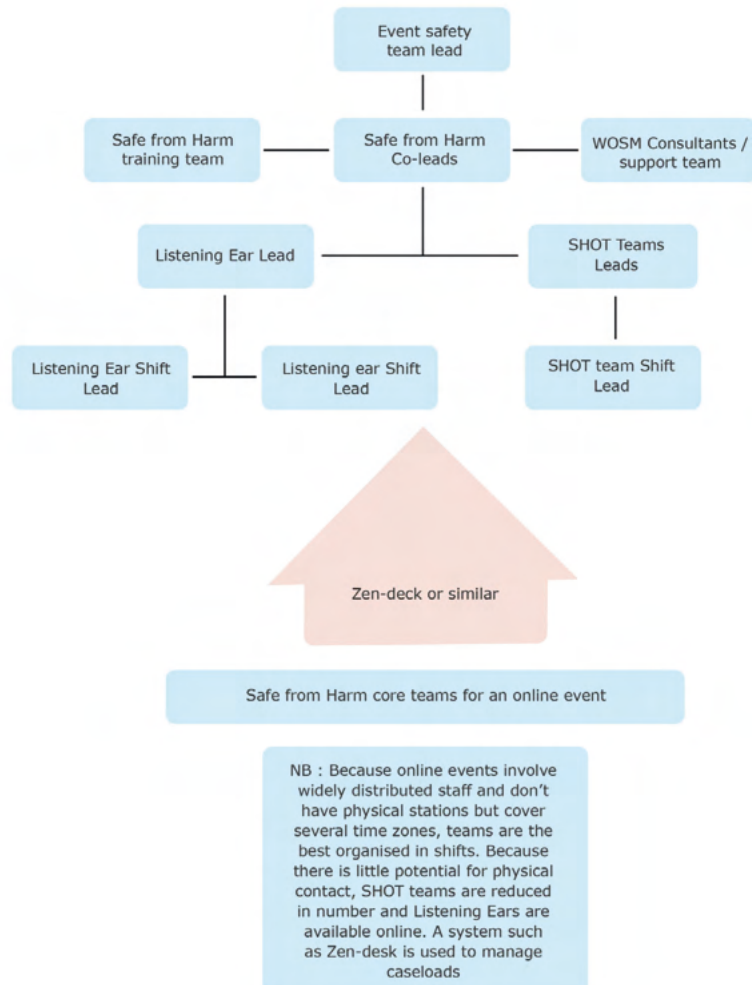 Event safety
team lead
Safe from Harm
training team
Safe from Harm
Co-leads
WOSM Consultants /
support team
Listening Ear Lead
SHOT Teams
Leads
Listening Ear Shift
Lead
Listening ear Shift
Lead
SHOT team Shift
Lead
Zen-deck or similar
Safe from Harm core teams for an online event
NB : Because online events involve
widely distributed staff and don’t
have physical stations but cover
several time zones, teams are the
best organised in shifts. Because
there is little potential for physical
contact, SHOT teams are reduced
in number and Listening Ears are
available online. A system such
as Zen-desk is used to manage
caseloads